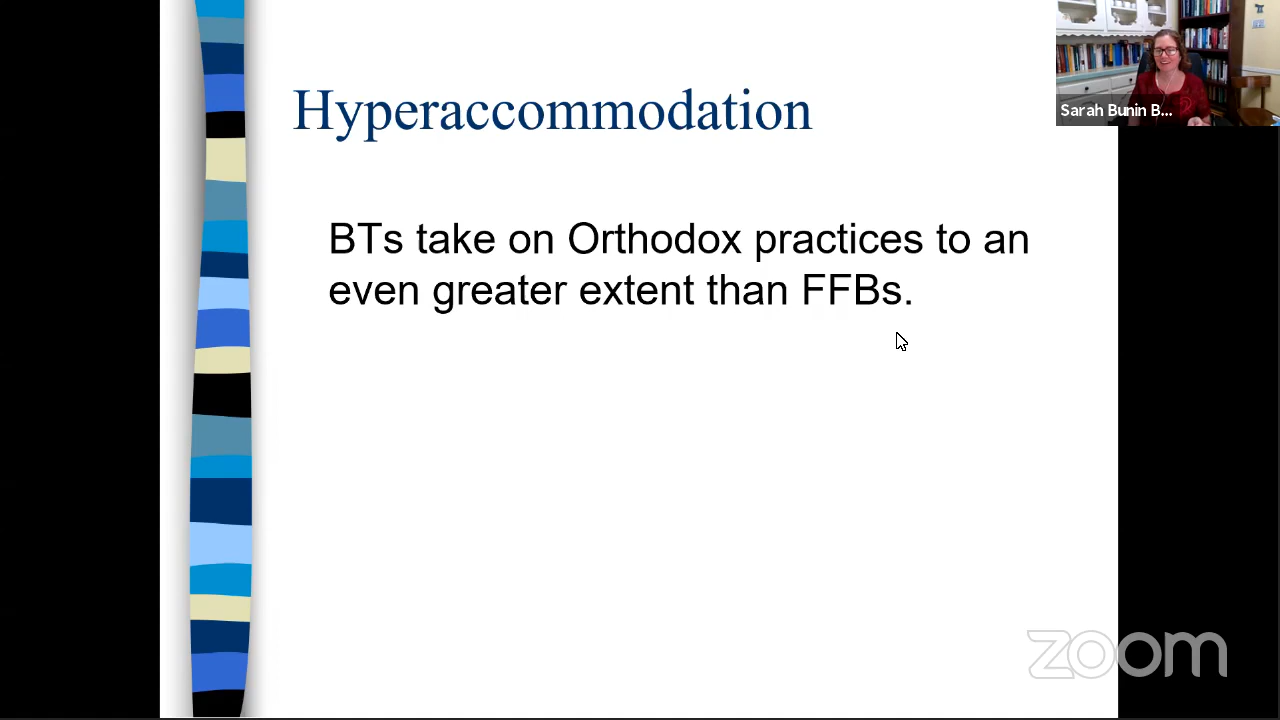 Hyperaccommodation
BTs take on Orthodox practices to an
even greater extent than FFBs.
Sarah Bunin B...
zoom